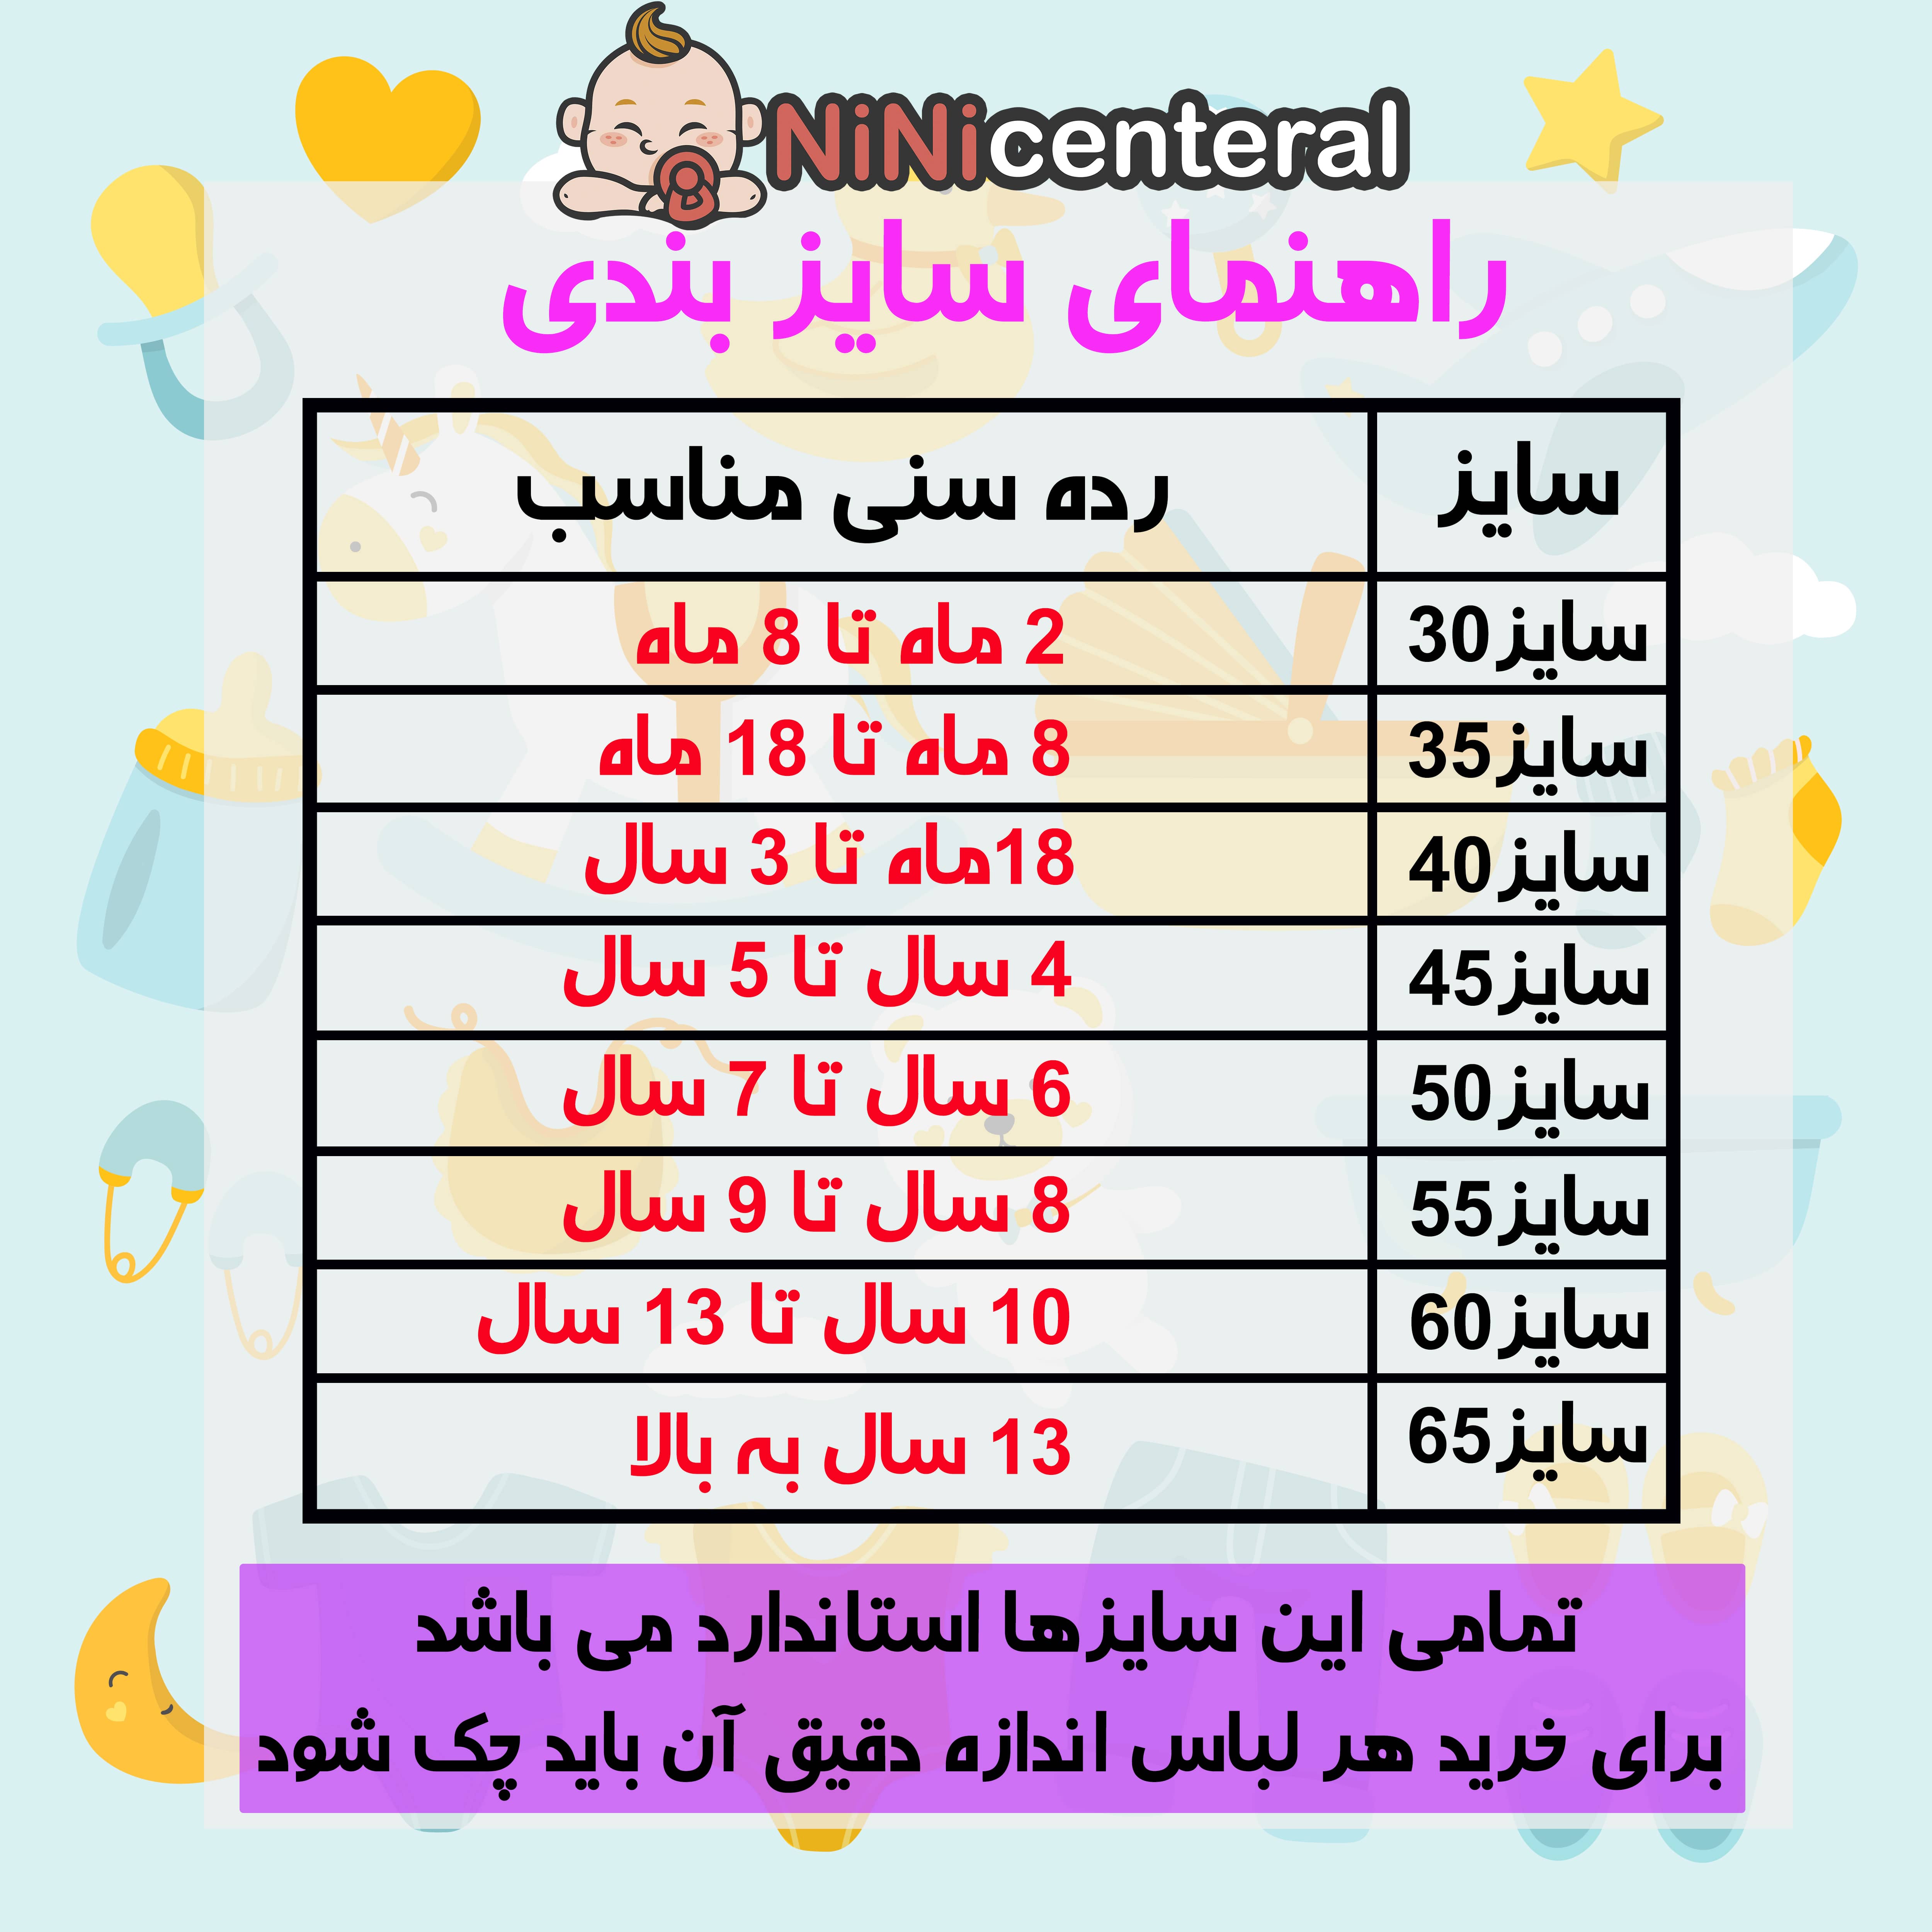 NiNicenteral
راهنمای سایز بندی
سایز رده سنی مناسب
سایز30 2 ماه تا 8 ماه
سایز35 8 ماه تا 18 ماه
سایز40 18ماه تا 3 سال
سایز45 4 سال تا 5 سال
سایز50 6 سال تا 7 سال
سایز55 8 سال تا 9 سال
سایز60 10 سال تا 13 سال
سایز65 13 سال به بالا
تمامی این سایزها استاندارد می باشد
برای خرید هر لباس اندازه دقیق آن باید چک شود